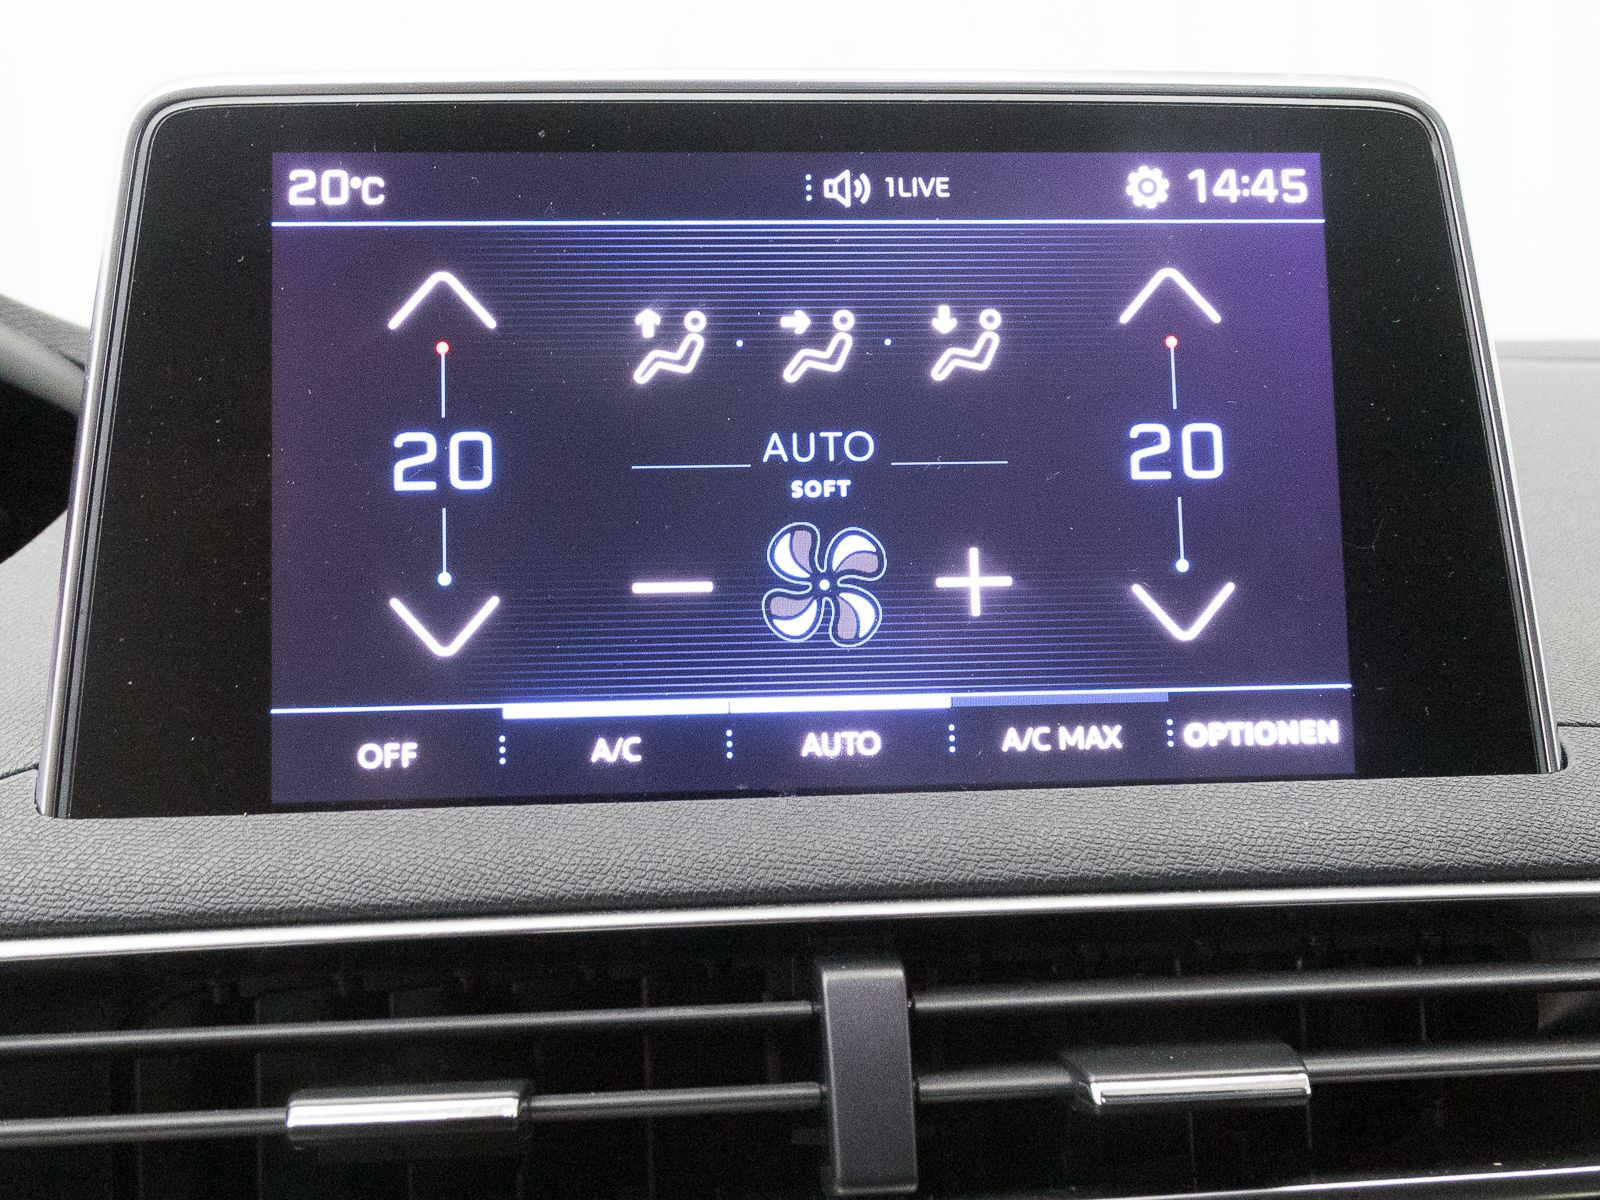 20°C 1LIVE 14:45
20 AUTO 20
SOFT
OFF A/C AUTO A/C MAX OPTIONEN